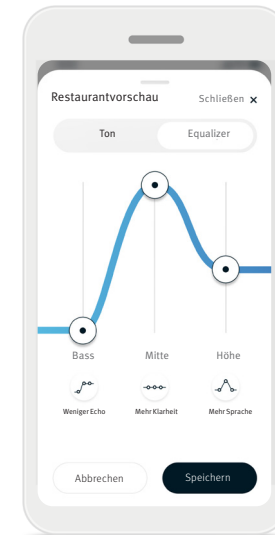 Restaurantvorschau Schließen ×
Ton Equalizer
Bass Mitte Höhe
Weniger Echo Mehr Klarheit Mehr Sprache
Abbrechen Speichern